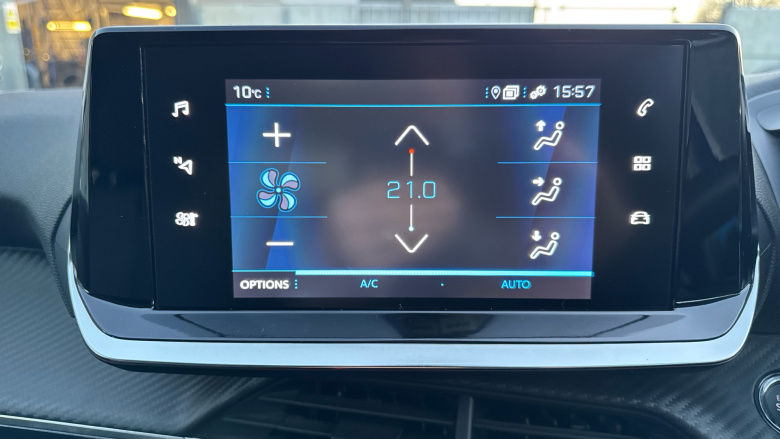 10°C 15:57
N
21.0
OPTIONS A/C AUTO